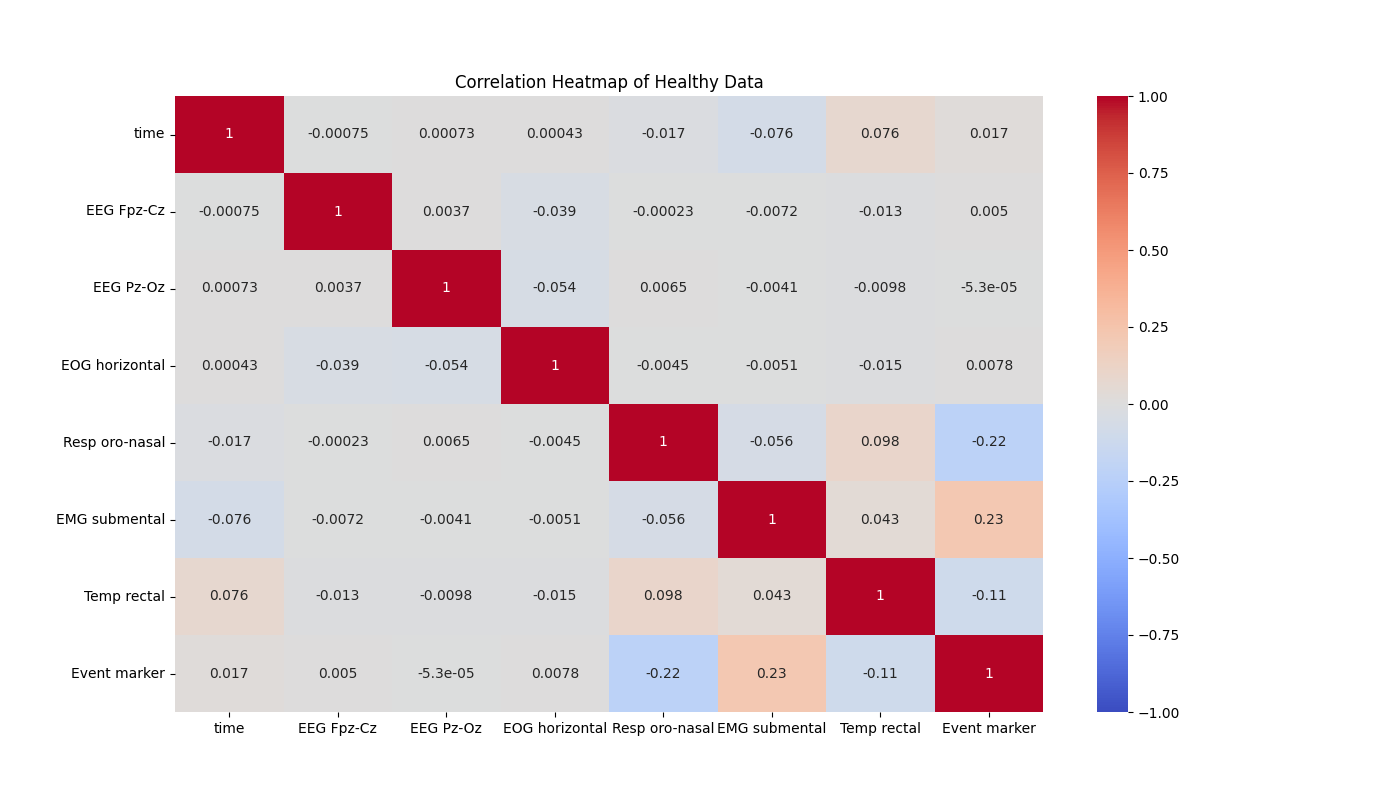 Correlation Heatmap of Healthy Data
time 1 -0.00075 0.00073 0.00043 -0.017 -0.076 0.076 0.017
EEG Fpz-Cz -0.00075 1 0.0037 -0.039 -0.00023 -0.0072 -0.013 0.005
EEG Pz-Oz 0.00073 0.0037 1 -0.054 0.0065 -0.0041 -0.0098 -5.3e-05
EOG horizontal 0.00043 -0.039 -0.054 1 -0.0045 -0.0051 -0.015 0.0078
Resp oro-nasal -0.017 -0.00023 0.0065 -0.0045 1 -0.056 0.098 -0.22
EMG submental -0.076 -0.0072 -0.0041 -0.0051 -0.056 1 0.043 0.23
Temp rectal 0.076 -0.013 -0.0098 -0.015 0.098 0.043 1 -0.11
Event marker 0.017 0.005 -5.3e-05 0.0078 -0.22 0.23 -0.11 1
time EEG Fpz-Cz EEG Pz-Oz EOG horizontal Resp oro-nasal EMG submental Temp rectal Event marker
1.00
0.75
0.50
0.25
0.00
−0.25
−0.50
−0.75
−1.00